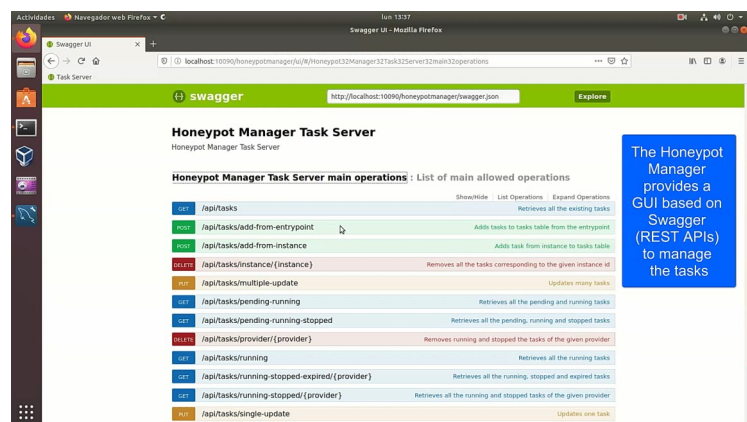 Actividades Navegador web Firefox lun 13:37
Swagger UI - Mozilla Firefox
Swagger UI × +
localhost:10090/honeypotmanager/ui/#/Honeypot32Manager32Task32Server32main32operations
Task Server
swagger http://localhost:10090/honeypotmanager/swagger.json Explore
Honeypot Manager Task Server
Honeypot Manager Task Server
Honeypot Manager Task Server main operations : List of main allowed operations
Show/Hide List Operations Expand Operations
GET /api/tasks Retrieves all the existing tasks
POST /api/tasks/add-from-entrypoint Adds tasks to tasks table from the entrypoint
POST /api/tasks/add-from-instance Adds task from instance to tasks table
DELETE /api/tasks/instance/{instance} Removes all the tasks corresponding to the given instance id
PUT /api/tasks/multiple-update Updates many tasks
GET /api/tasks/pending-running Retrieves all the pending and running tasks
GET /api/tasks/pending-running-stopped Retrieves all the pending, running and stopped tasks
DELETE /api/tasks/provider/{provider} Removes running and stopped the tasks of the given provider
GET /api/tasks/running Retrieves all the running tasks
GET /api/tasks/running-stopped-expired/{provider} Retrieves all the running, stopped and expired tasks
GET /api/tasks/running-stopped/{provider} Retrieves all the running and stopped tasks of the given provider
PUT /api/tasks/single-update Updates one task
The Honeypot
Manager
provides a
GUI based on
Swagger
(REST APIs)
to manage
the tasks